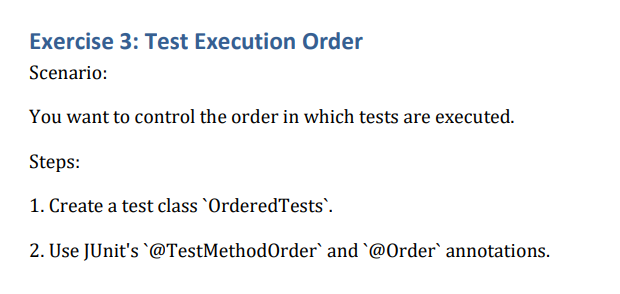 Exercise 3: Test Execution Order
Scenario:
You want to control the order in which tests are executed.
Steps:
1. Create a test class `OrderedTests`.
2. Use JUnit's `@TestMethodOrder` and `@Order` annotations.